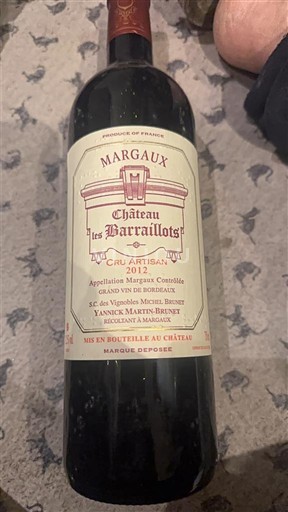 PRODUCE OF FRANCE
MARGAUX
Château
les Barraillots
CRU ARTISAN
2012
Appellation Margaux Contrôlée
GRAND VIN DE BORDEAUX
S.C. des Vignobles MICHEL BRUNET
YANNICK MARTIN-BRUNET
RÉCOLTANT À MARGAUX
MIS EN BOUTEILLE AU CHÂTEAU
MARQUE DEPOSÉE